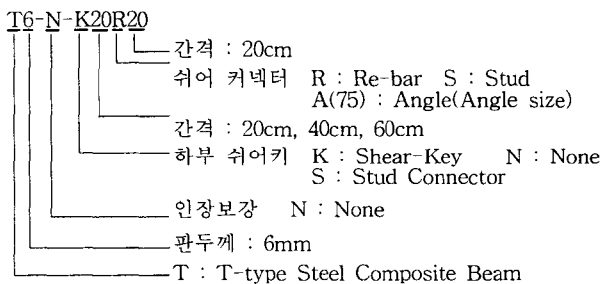 T6-N-K20R20
간격 : 20cm
쉬어 커넥터 R : Re-bar S : Stud
A(75) : Angle(Angle size)
간격 : 20cm, 40cm, 60cm
하부 쉬어키 K : Shear-Key N : None
S : Stud Connector
인장보강 N : None
판두께 : 6mm
T : T-type Steel Composite Beam